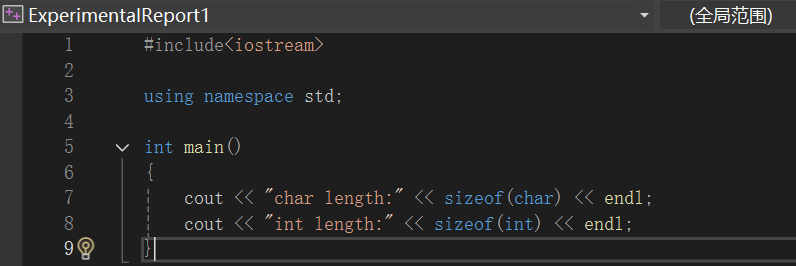 ExperimentalReport1 (全局范围)
1 #include<iostream>
2
3 using namespace std;
4
5 int main()
6 {
7 cout << "char length:" << sizeof(char) << endl;
8 cout << "int length:" << sizeof(int) << endl;
9 }